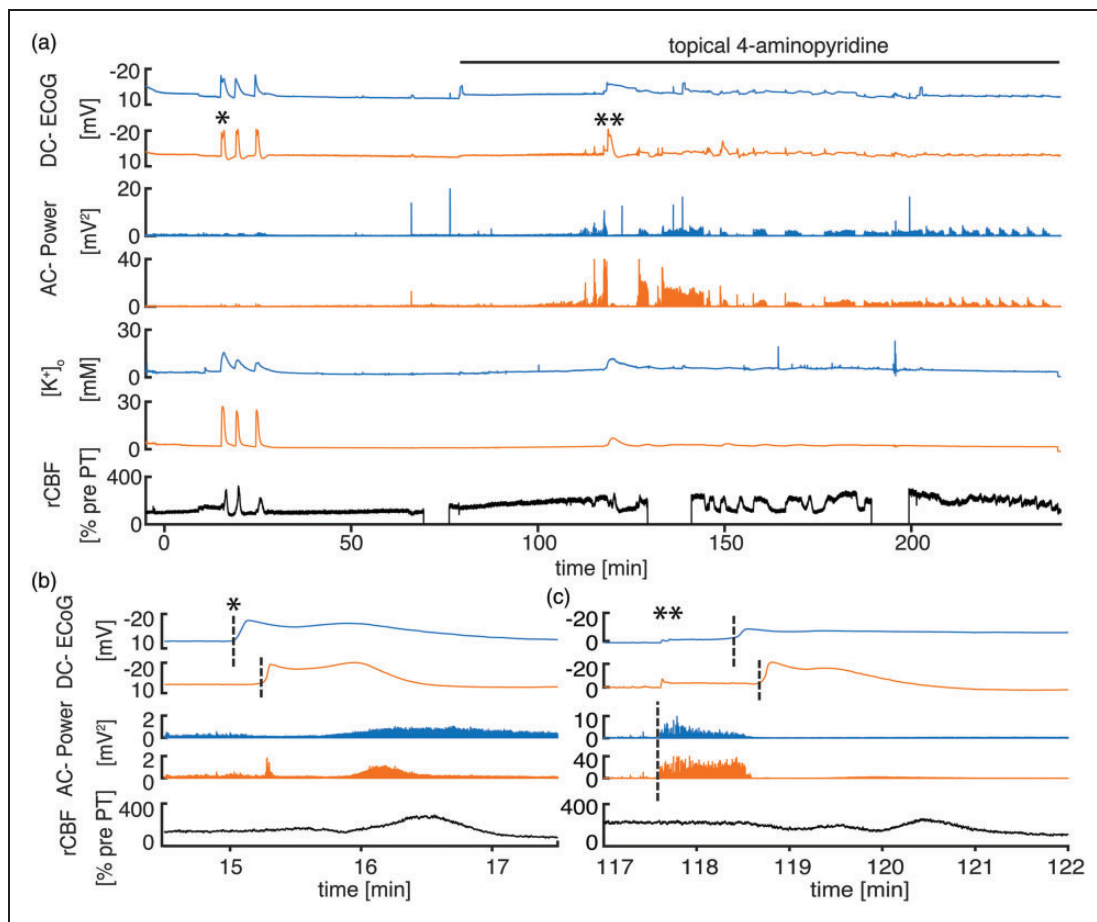 (a)
topical 4-aminopyridine
DC- ECoG
[mV]
-20
10
*
**
-20
10
AC- Power
[mV²]
20
0
40
0
[K⁺]ₒ
[mM]
30
0
30
0
rCBF
[% pre PT]
400
0
0 50 100 150 200
time [min]
(b)
*
DC- ECoG
[mV]
-20
10
-20
10
AC- Power
[mV²]
2
0
2
0
rCBF
[% pre PT]
400
0
15 16 17
time [min]
(c)
**
-20
0
-20
0
10
0
40
0
400
0
117 118 119 120 121 122
time [min]